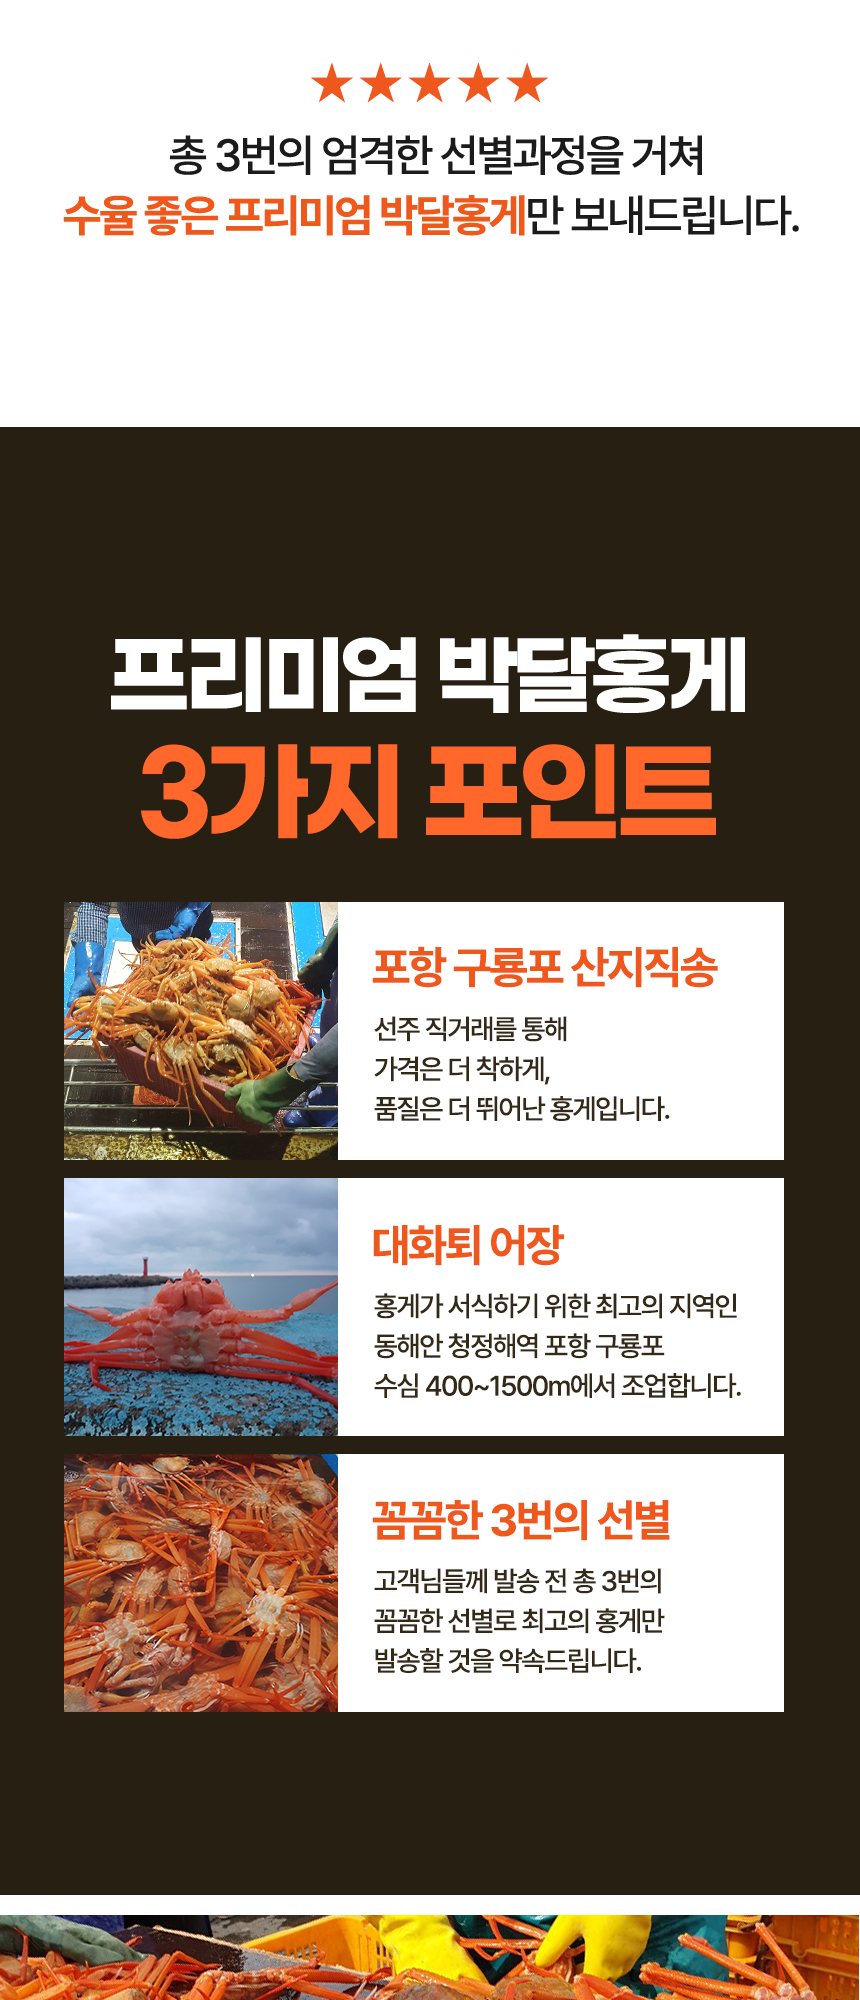 총 3번의 엄격한 선별과정을 거쳐
수율 좋은 프리미엄 박달홍게만 보내드립니다.
프리미엄 박달홍게
3가지 포인트
포항 구룡포 산지직송
선주 직거래를 통해
가격은 더 착하게,
품질은 더 뛰어난 홍게입니다.
대화퇴 어장
홍게가 서식하기 위한 최고의 지역인
동해안 청정해역 포항 구룡포
수심 400~1500m에서 조업합니다.
꼼꼼한 3번의 선별
고객님들께 발송 전 총 3번의
꼼꼼한 선별로 최고의 홍게만
발송할 것을 약속드립니다.